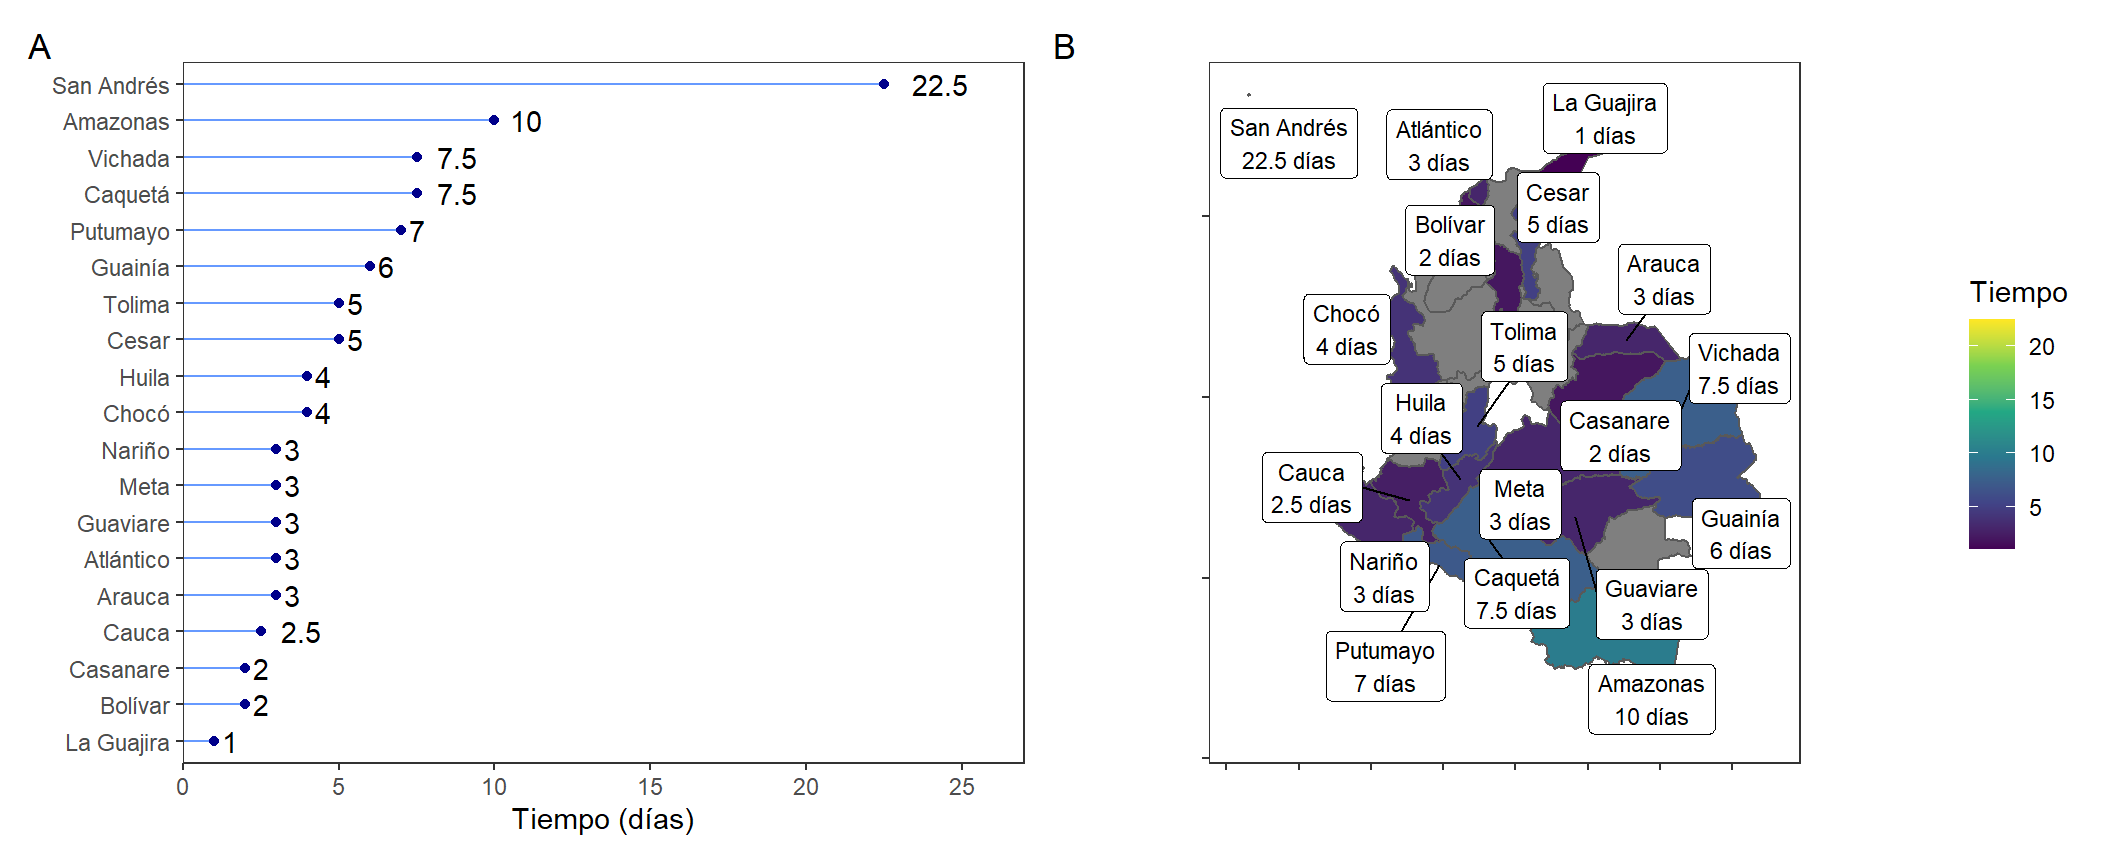 A
San Andrés 22.5
Amazonas 10
Vichada 7.5
Caquetá 7.5
Putumayo 7
Guainía 6
Tolima 5
Cesar 5
Huila 4
Chocó 4
Nariño 3
Meta 3
Guaviare 3
Atlántico 3
Arauca 3
Cauca 2.5
Casanare 2
Bolívar 2
La Guajira 1
0 5 10 15 20 25
Tiempo (días)
B
La Guajira
1 días
San Andrés
22.5 días
Atlántico
3 días
Cesar
5 días
Bolívar
2 días
Arauca
3 días
Chocó
4 días
Tolima
5 días
Vichada
7.5 días
Huila
4 días
Casanare
2 días
Cauca
2.5 días
Meta
3 días
Guainía
6 días
Nariño
3 días
Caquetá
7.5 días
Guaviare
3 días
Putumayo
7 días
Amazonas
10 días
Tiempo
20
15
10
5